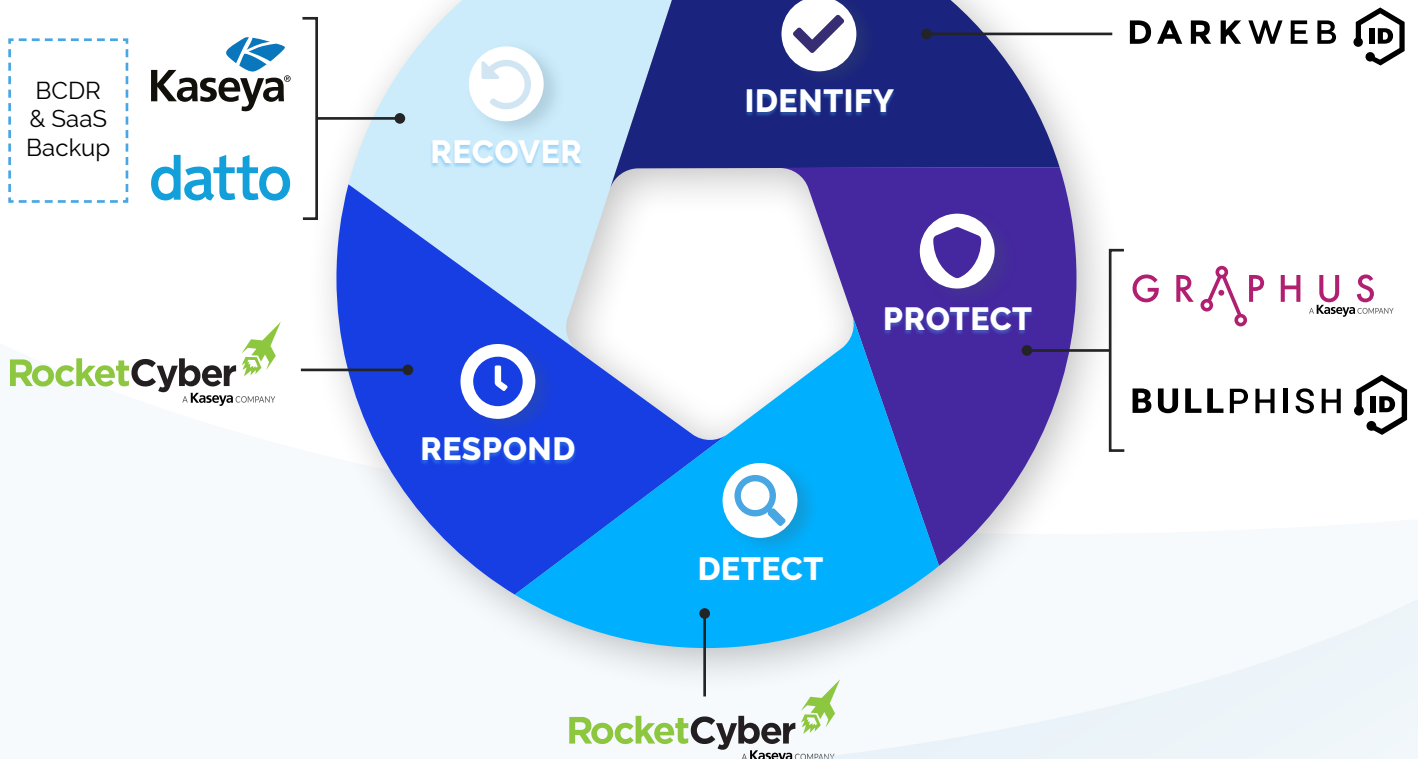 DARKWEB ID
IDENTIFY
BCDR
& SaaS
Backup
Kaseya®
datto
RECOVER
PROTECT
GRAPHUS
A Kaseya COMPANY
BULLPHISH ID
RocketCyber
A Kaseya COMPANY
RESPOND
DETECT
RocketCyber
A Kaseya COMPANY